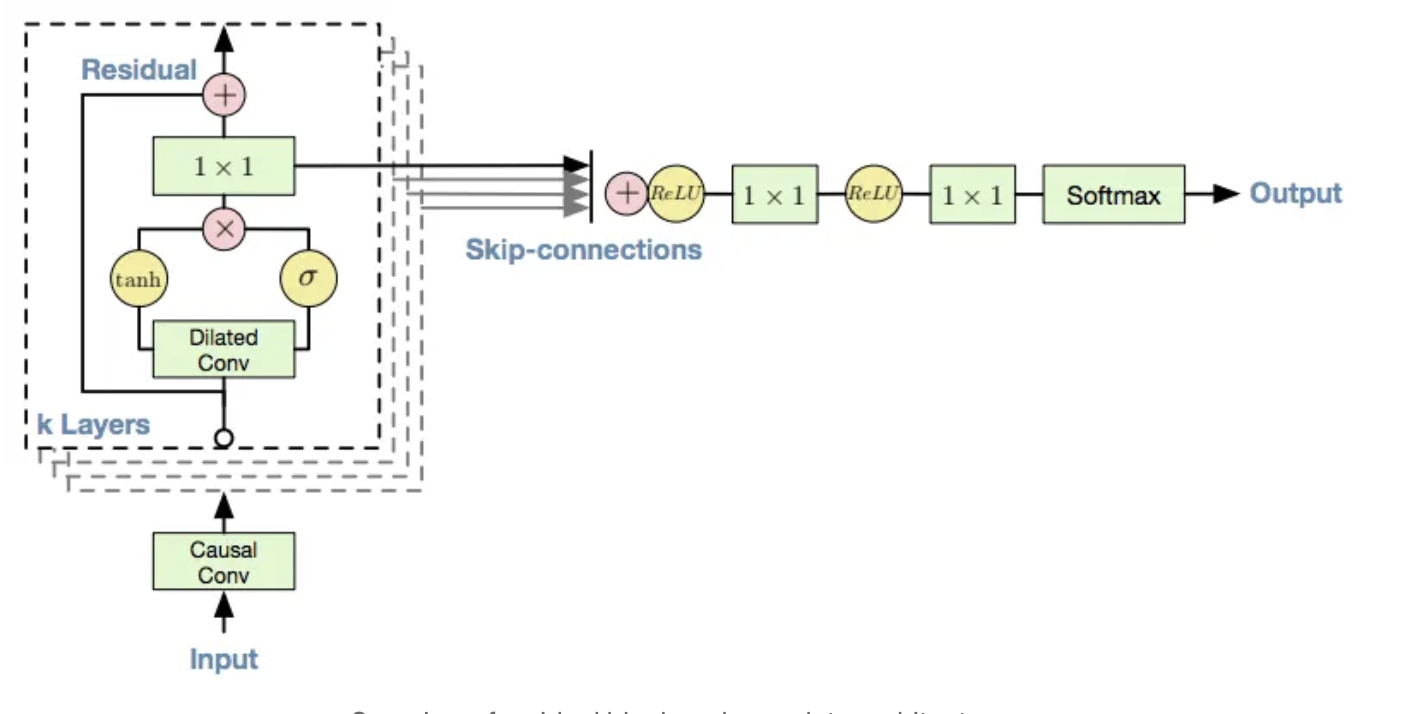 Residual
+
1 × 1
×
tanh
σ
Dilated
Conv
k Layers
Causal
Conv
Input
Skip-connections
+
ReLU
1 × 1
ReLU
1 × 1
Softmax
Output